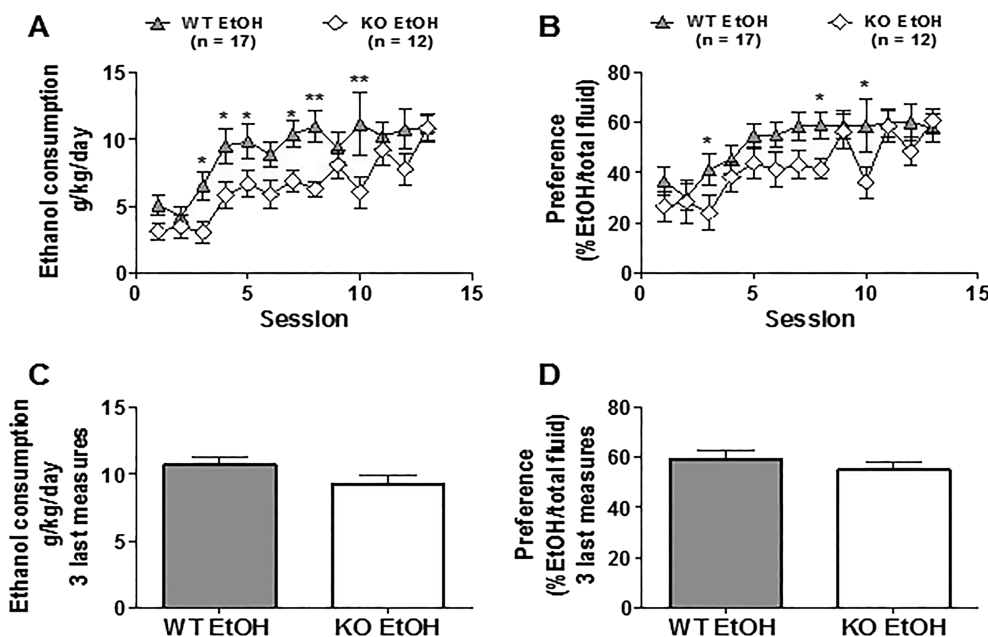 A
WT EtOH
(n = 17)
KO EtOH
(n = 12)
Ethanol consumption
g/kg/day
15
10
5
0
* * * * ** **
0 5 10 15
Session
B
WT EtOH
(n = 17)
KO EtOH
(n = 12)
Preference
(%EtOH/total fluid)
80
60
40
20
0
* * *
0 5 10 15
Session
C
Ethanol consumption
g/kg/day
3 last measures
15
10
5
0
WT EtOH KO EtOH
D
Preference
(%EtOH/total fluid)
3 last measures
80
60
40
20
0
WT EtOH KO EtOH